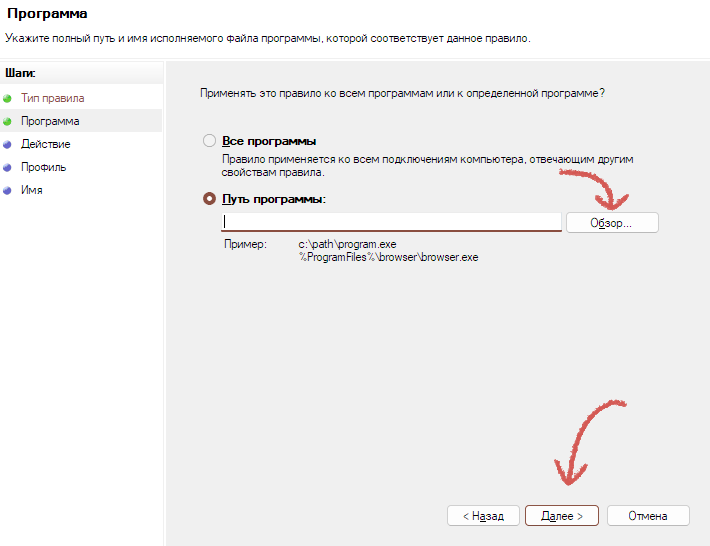 Программа
Укажите полный путь и имя исполняемого файла программы, которой соответствует данное правило.
Шаги:
Тип правила
Программа
Действие
Профиль
Имя
Применять это правило ко всем программам или к определенной программе?
Все программы
Правило применяется ко всем подключениям компьютера, отвечающим другим
свойствам правила.
Путь программы:
Обзор...
Пример: c:\path\program.exe
%ProgramFiles%\browser\browser.exe
< Назад Далее > Отмена